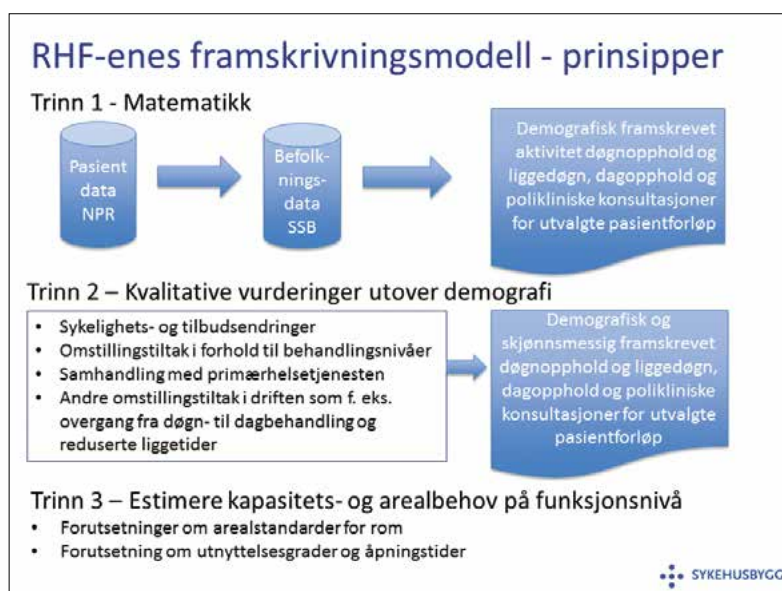 RHF-enes framskrivningsmodell - prinsipper
Trinn 1 - Matematikk
Pasient
data
NPR
Befolk-
nings-
data
SSB
Demografisk framskrevet
aktivitet døgnopphold og
liggedøgn, dagopphold og
polikliniske konsultasjoner
for utvalgte pasientforløp
Trinn 2 – Kvalitative vurderinger utover demografi
• Sykelighets- og tilbudsendringer
• Omstillingstiltak i forhold til behandlingsnivåer
• Samhandling med primærhelsetjenesten
• Andre omstillingstiltak i driften som f. eks.
overgang fra døgn- til dagbehandling og
reduserte liggetider
Demografisk og
skjønnsmessig framskrevet
døgnopphold og liggedøgn,
dagopphold og polikliniske
konsultasjoner for utvalgte
pasientforløp
Trinn 3 – Estimere kapasitets- og arealbehov på funksjonsnivå
• Forutsetninger om arealstandarder for rom
• Forutsetning om utnyttelsesgrader og åpningstider
SYKEHUSBYGG